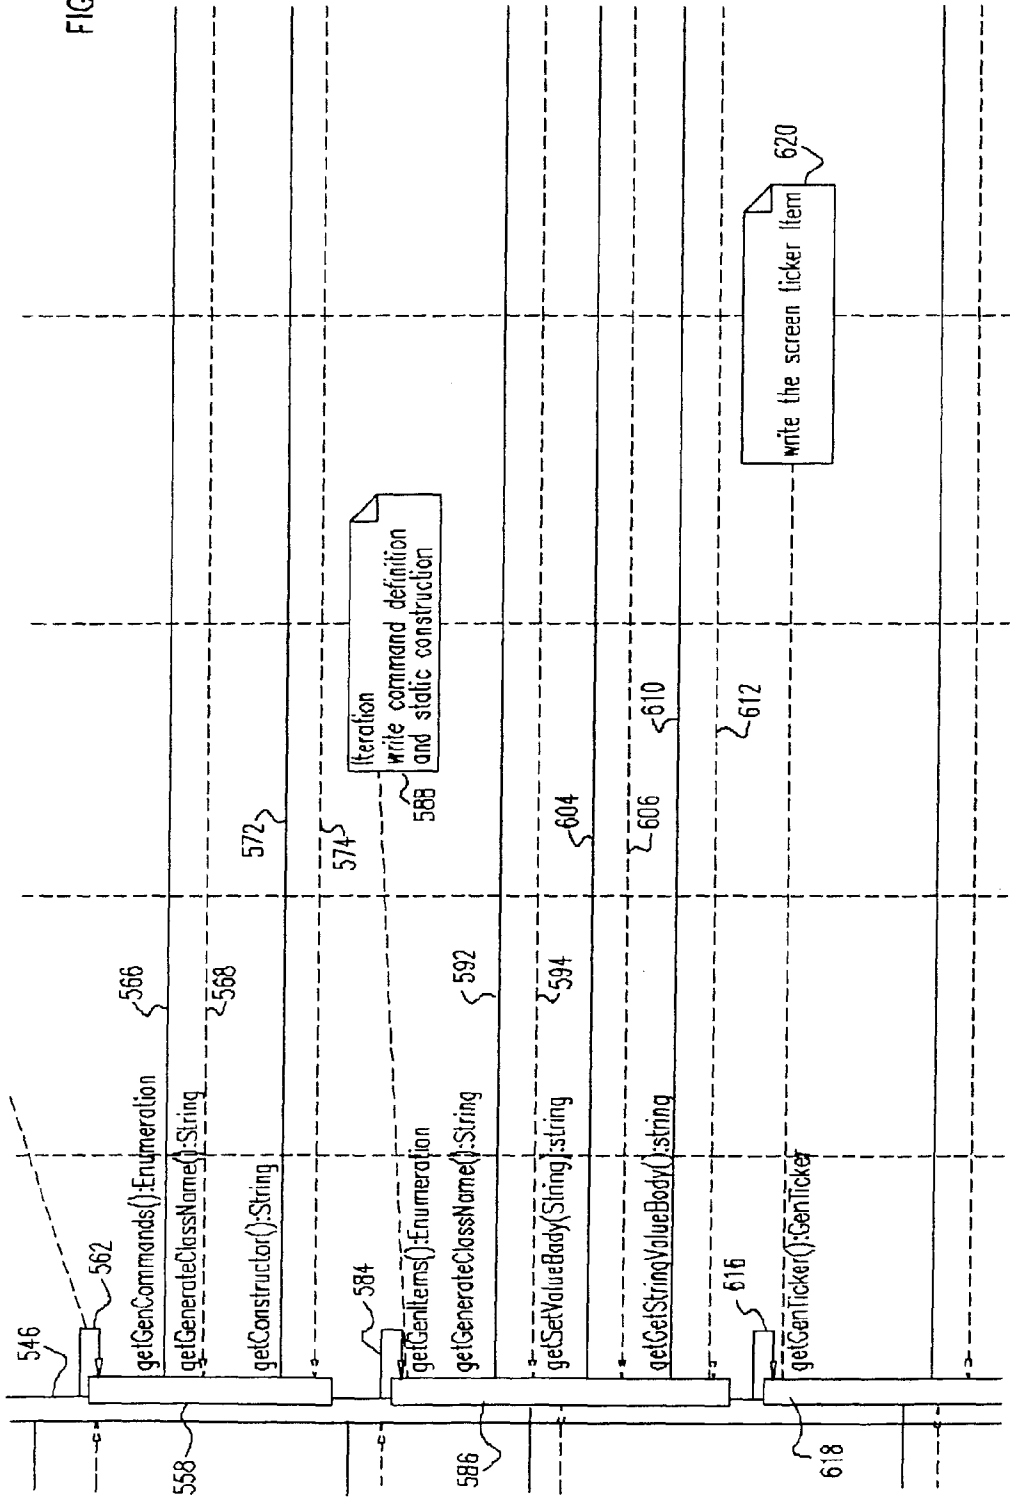 FIG
546
562
getGenCommands():Enumeration
566
getGenerateClassName():String
568
558
getConstructor():String
572
574
584
Iteration
write command definition
and static construction
588
getGenItems():Enumeration
getGenerateClassName():String
592
594
getSetValueBady(String):string
604
606
586
getGetStringValueBody():string
610
612
616
getGenTicker():GenTicker
write the screen ticker Item
620
618